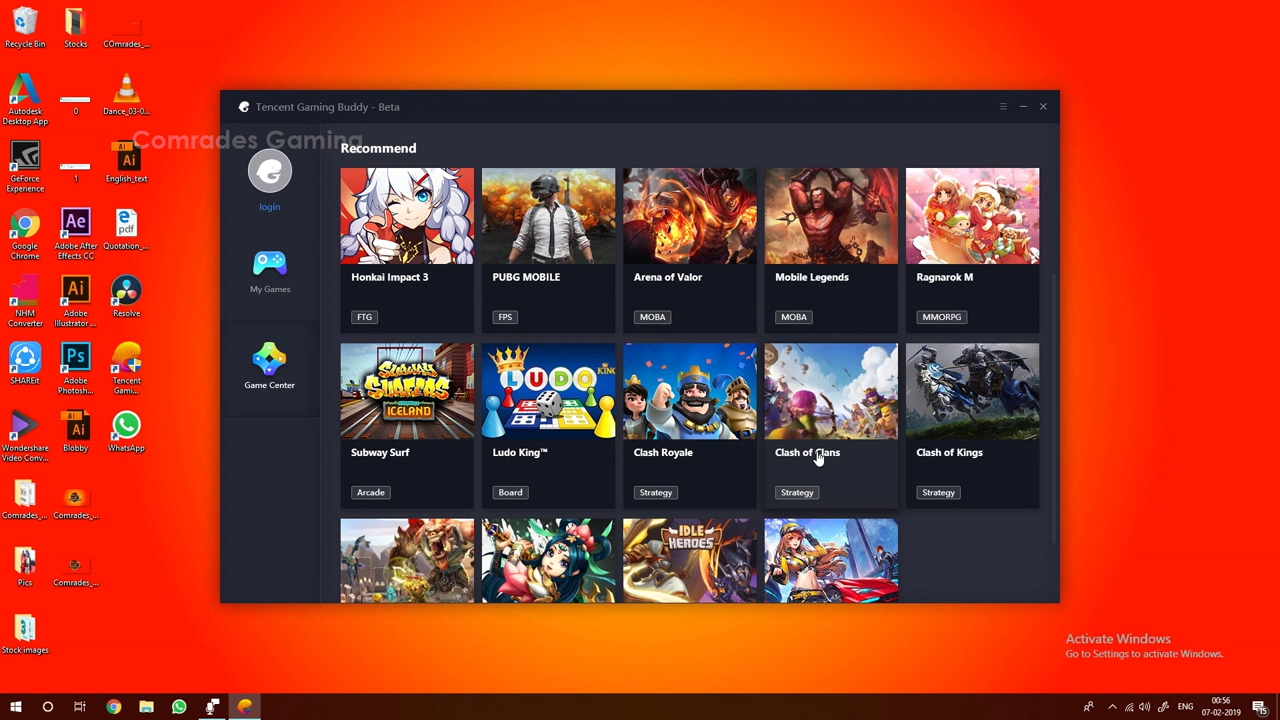 Recycle Bin
Stocks
COmrades_...
Autodesk
Desktop App
0
Dance_03-0...
GeForce
Experience
1
English_text
Google
Chrome
Adobe After
Effects CC
Quotation_...
NHM
Converter
Adobe
Illustrator ...
Resolve
SHAREit
Adobe
Photosh...
Tencent
Gami...
Wondershare
Video Conv...
Blobby
WhatsApp
Comrades_...
Comrades_...
Pics
Comrades_...
Stock images
Tencent Gaming Buddy - Beta
Comrades Gaming
login
My Games
Game Center
Recommend
Honkai Impact 3
FTG
PUBG MOBILE
FPS
Arena of Valor
MOBA
Mobile Legends
MOBA
Ragnarok M
MMORPG
SUBWAY
SURFERS
ICELAND
Subway Surf
Arcade
LUDO KING
Ludo King™
Board
Clash Royale
Strategy
Clash of Clans
Strategy
Clash of Kings
Strategy
IDLE
HEROES
Activate Windows
Go to Settings to activate Windows.
ENG
00:56
07-02-2019
15